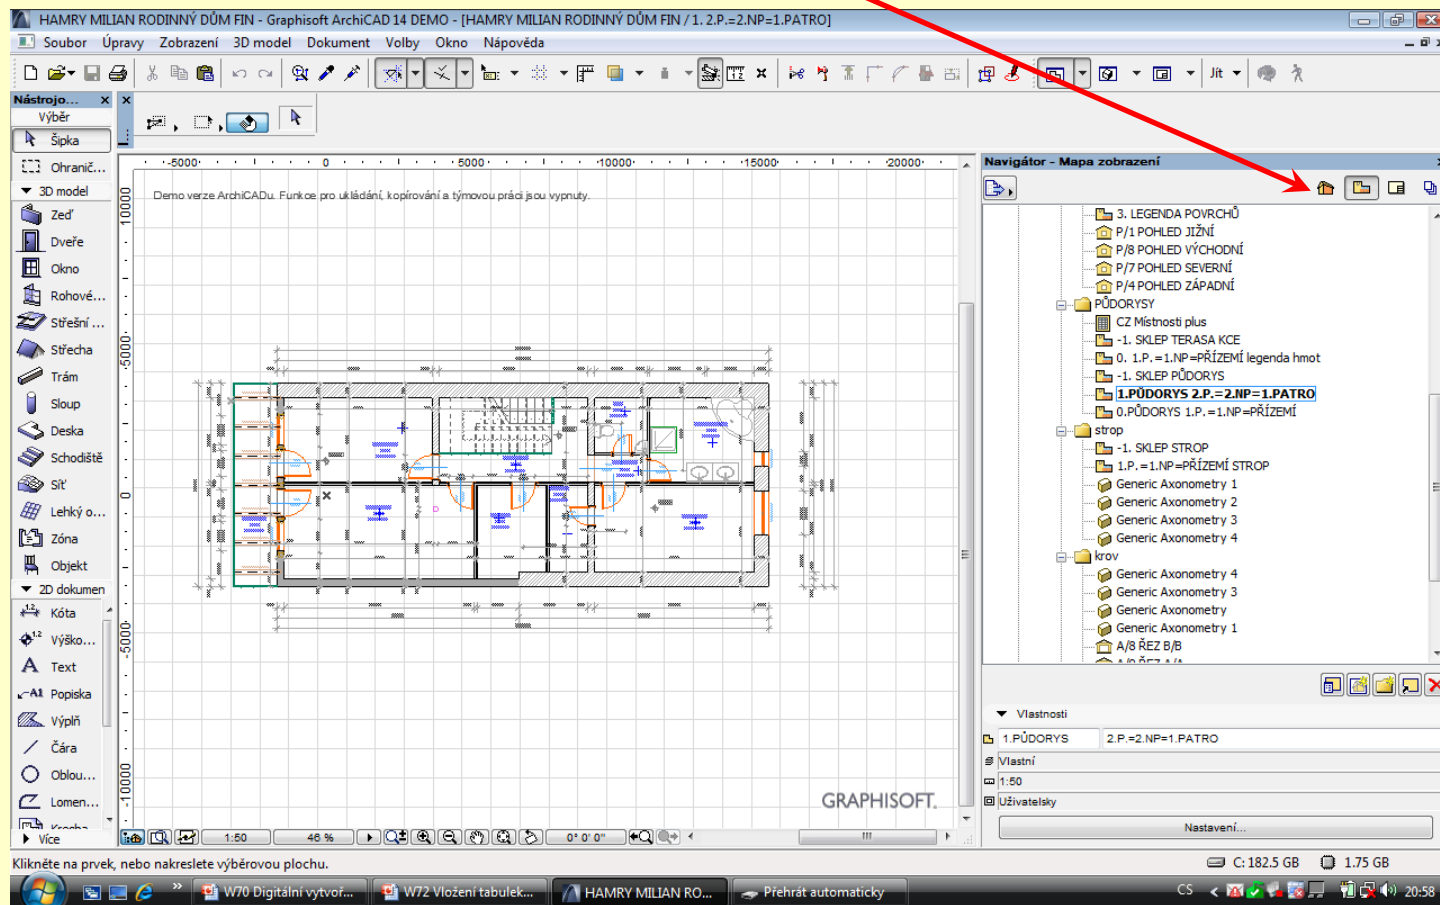 HAMRY MILIAN RODINNÝ DŮM FIN - Graphisoft ArchiCAD 14 DEMO - [HAMRY MILIAN RODINNÝ DŮM FIN / 1. 2.P.=2.NP=1.PATRO]
Soubor Úpravy Zobrazení 3D model Dokument Volby Okno Nápověda
Jít
Nástrojo...
Výběr
Šipka
Ohranič...
3D model
Zeď
Dveře
Okno
Rohové...
Střešní ...
Střecha
Trám
Sloup
Deska
Schodiště
Síť
Lehký o...
Zóna
Objekt
2D dokumen
Kóta
Výško...
Text
Popiska
Výplň
Čára
Oblou...
Lomen...
Více
-5000 0 5000 10000 15000 20000
10000
5000
0
-5000
-10000
Demo verze ArchiCADu. Funkce pro ukládání, kopírování a týmovou práci jsou vypnuty.
GRAPHISOFT.
1:50 46 % 0° 0' 0"
Navigátor - Mapa zobrazení
3. LEGENDA POVRCHŮ
P/1 POHLED JIŽNÍ
P/8 POHLED VÝCHODNÍ
P/7 POHLED SEVERNÍ
P/4 POHLED ZÁPADNÍ
PŮDORYSY
CZ Místnosti plus
-1. SKLEP TERASA KCE
0. 1.P.=1.NP=PŘÍZEMÍ legenda hmot
-1. SKLEP PŮDORYS
1.PŮDORYS 2.P.=2.NP=1.PATRO
0.PŮDORYS 1.P.=1.NP=PŘÍZEMÍ
strop
-1. SKLEP STROP
1.P.=1.NP=PŘÍZEMÍ STROP
Generic Axonometry 1
Generic Axonometry 2
Generic Axonometry 3
Generic Axonometry 4
krov
Generic Axonometry 4
Generic Axonometry 3
Generic Axonometry
Generic Axonometry 1
A/8 ŘEZ B/B
Vlastnosti
1.PŮDORYS 2.P.=2.NP=1.PATRO
Vlastní
1:50
Uživatelsky
Nastavení...
Klikněte na prvek, nebo nakreslete výběrovou plochu.
C: 182.5 GB 1.75 GB
W70 Digitální vytvoř... W72 Vložení tabulek... HAMRY MILIAN RO... Přehrát automaticky CS 20:58